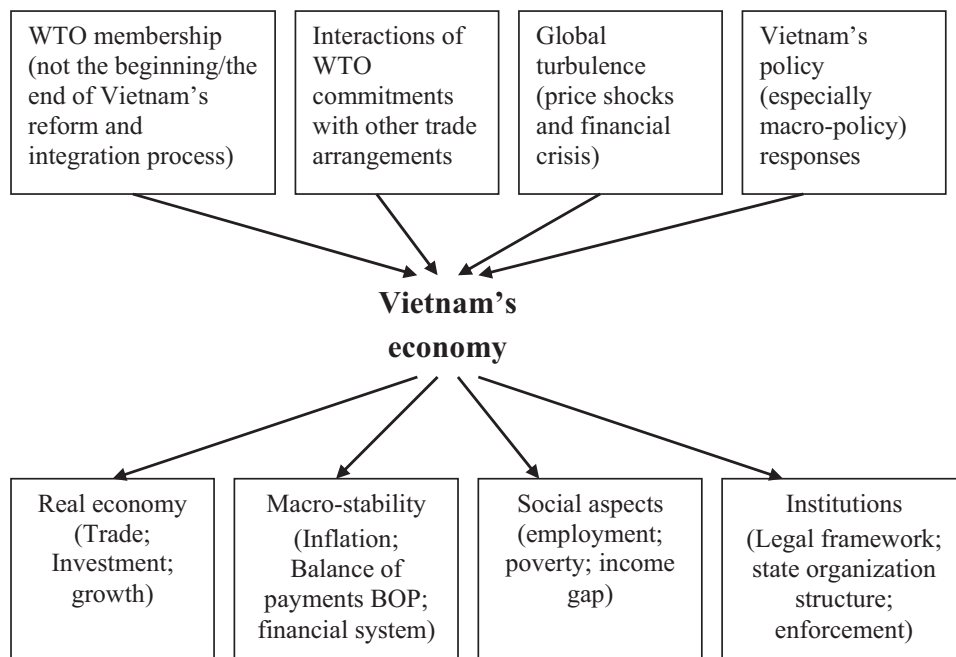 WTO membership
(not the beginning/the
end of Vietnam’s
reform and
integration process)
Interactions of
WTO
commitments
with other trade
arrangements
Global
turbulence
(price shocks
and financial
crisis)
Vietnam’s
policy
(especially
macro-policy)
responses
Vietnam’s
economy
Real economy
(Trade;
Investment;
growth)
Macro-stability
(Inflation;
Balance of
payments BOP;
financial system)
Social aspects
(employment;
poverty; income
gap)
Institutions
(Legal framework;
state organization
structure;
enforcement)